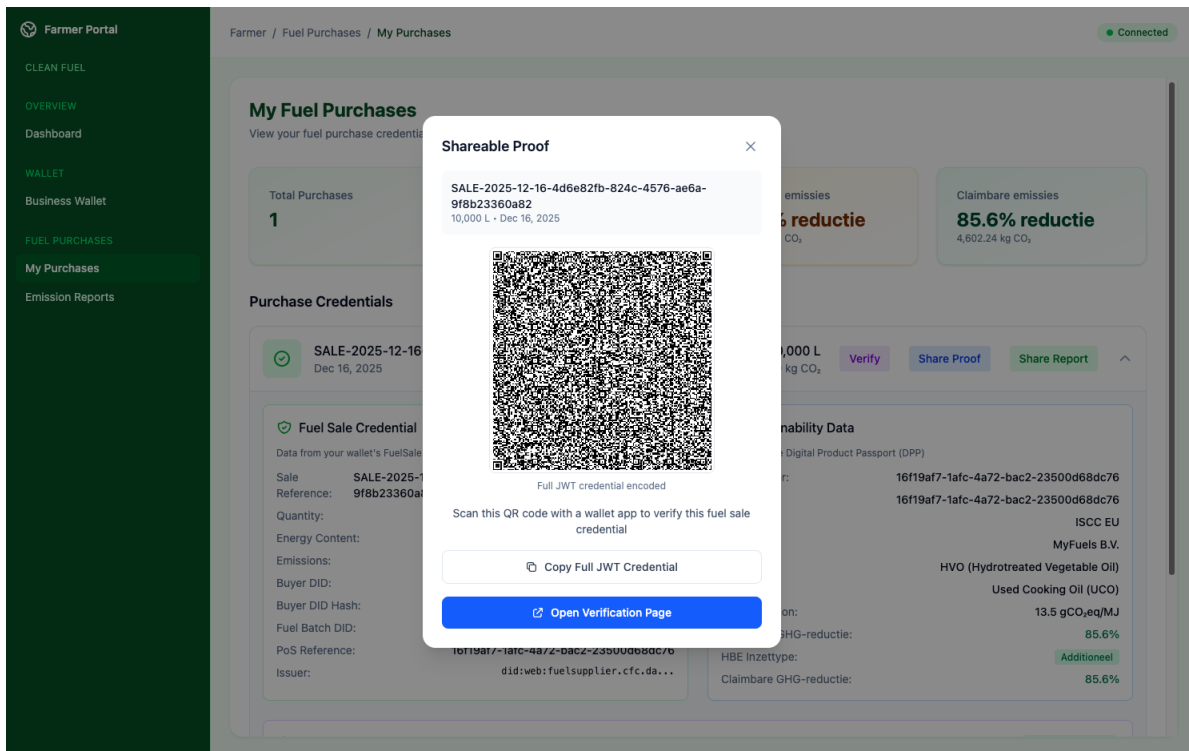 Farmer Portal
Farmer / Fuel Purchases / My Purchases
Connected
CLEAN FUEL
OVERVIEW
Dashboard
WALLET
Business Wallet
FUEL PURCHASES
My Purchases
Emission Reports
My Fuel Purchases
View your fuel purchase
Total Purchases
1
emissies
reductie
CO₂
Claimbare emissies
85.6% reductie
4,602.24 kg CO₂
Purchase Credentials
SALE-2025-12-16
Dec 16, 2025
,000 L
kg CO₂
Verify
Share Proof
Share Report
Fuel Sale Credential
Data from your wallet's FuelSale
Sale Reference:
SALE-2025-1
9f8b23360a8
Quantity:
Energy Content:
Emissions:
Buyer DID:
Buyer DID Hash:
Fuel Batch DID:
PoS Reference:
16f19af7-1afc-4a72-bac2-23500d68dc76
Issuer:
did:web:fuelsupplier.cfc.da...
nability Data
Digital Product Passport (DPP)
r:
16f19af7-1afc-4a72-bac2-23500d68dc76
16f19af7-1afc-4a72-bac2-23500d68dc76
ISCC EU
MyFuels B.V.
HVO (Hydrotreated Vegetable Oil)
Used Cooking Oil (UCO)
on:
13.5 gCO₂eq/MJ
GHG-reductie:
85.6%
HBE Inzettype:
Additioneel
Claimbare GHG-reductie:
85.6%
Shareable Proof
SALE-2025-12-16-4d6e82fb-824c-4576-ae6a-
9f8b23360a82
10,000 L • Dec 16, 2025
Full JWT credential encoded
Scan this QR code with a wallet app to verify this fuel sale
credential
Copy Full JWT Credential
Open Verification Page